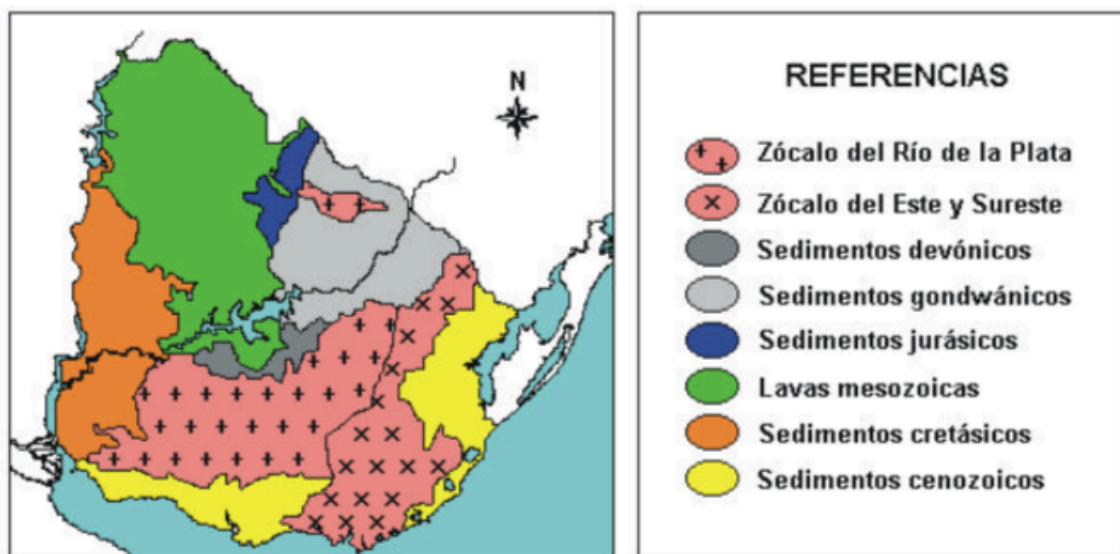 N
REFERENCIAS
Zócalo del Río de la Plata
Zócalo del Este y Sureste
Sedimentos devónicos
Sedimentos gondwánicos
Sedimentos jurásicos
Lavas mesozoicas
Sedimentos cretásicos
Sedimentos cenozoicos